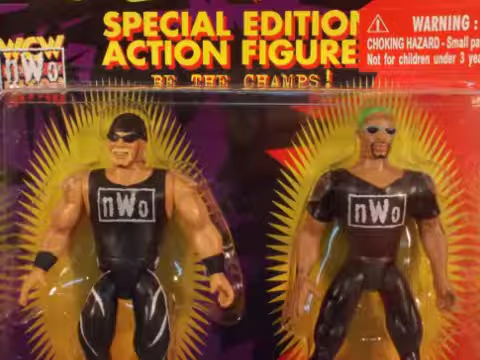 SPECIAL EDITION
ACTION FIGURE
BE THE CHAMPS!
WCW
nWo
WARNING:
CHOKING HAZARD - Small pa
Not for children under 3 yea
nWo
nWo